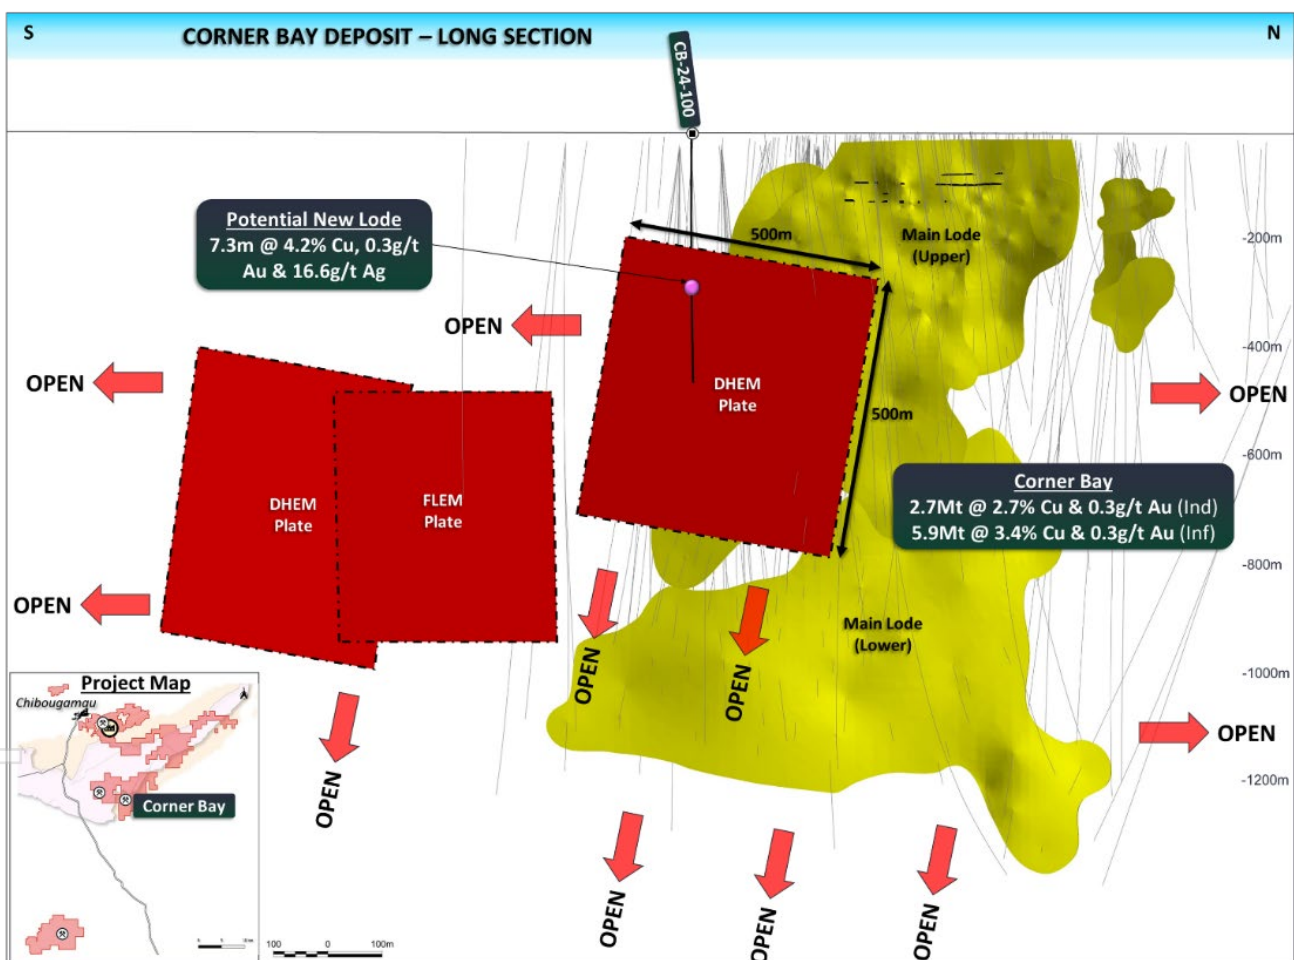 S
CORNER BAY DEPOSIT – LONG SECTION
N
CB-24-100
Potential New Lode
7.3m @ 4.2% Cu, 0.3g/t
Au & 16.6g/t Ag
500m
Main Lode
(Upper)
-200m
OPEN
-400m
OPEN
DHEM
Plate
500m
OPEN
-600m
Corner Bay
2.7Mt @ 2.7% Cu & 0.3g/t Au (Ind)
5.9Mt @ 3.4% Cu & 0.3g/t Au (Inf)
DHEM
Plate
FLEM
Plate
-800m
OPEN
Main Lode
(Lower)
OPEN
OPEN
-1000m
OPEN
-1200m
OPEN
OPEN
OPEN
OPEN
Project Map
Chibougamau
Corner Bay
100
0
100m